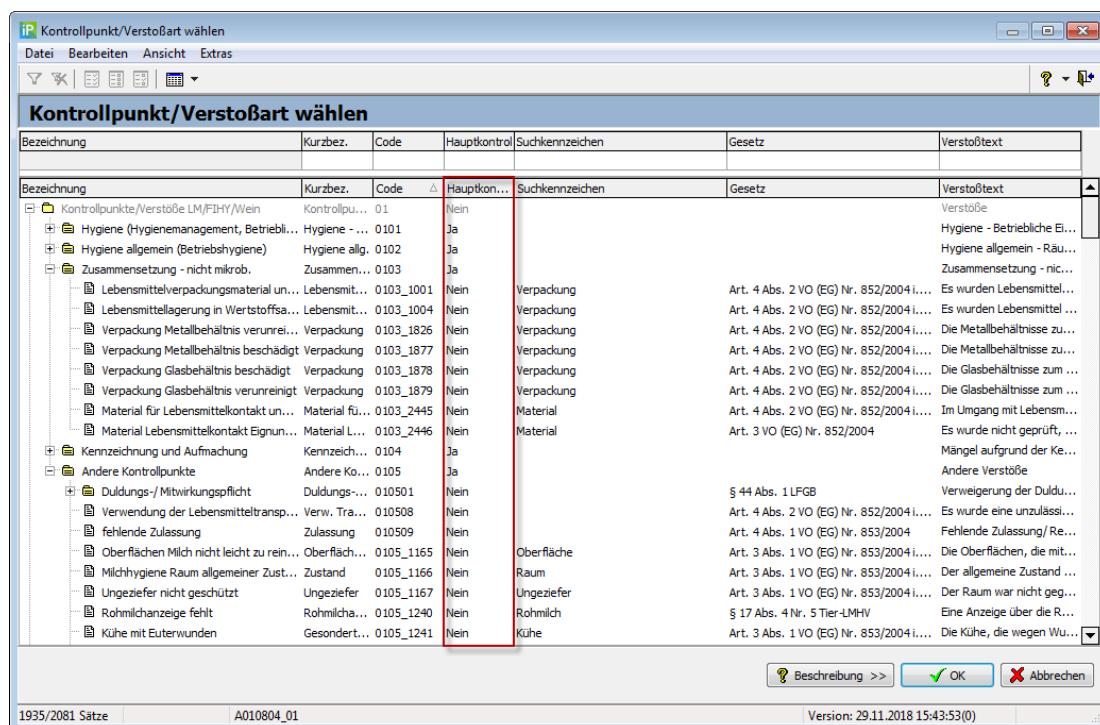 iP Kontrollpunkt/Verstoßart wählen
Datei Bearbeiten Ansicht Extras
Kontrollpunkt/Verstoßart wählen
Bezeichnung Kurzbez. Code Hauptkontrol Suchkennzeichen Gesetz Verstoßtext
Bezeichnung Kurzbez. Code Hauptkon... Suchkennzeichen Gesetz Verstoßtext
Kontrollpunkte/Verstöße LM/FIHY/Wein Kontrollpu... 01 Nein Verstöße
Hygiene (Hygienemanagement, Betriebli... Hygiene - ... 0101 Ja Hygiene - Betriebliche Ei...
Hygiene allgemein (Betriebshygiene) Hygiene allg. 0102 Ja Hygiene allgemein - Räu...
Zusammensetzung - nicht mikrob. Zusammen... 0103 Ja Zusammensetzung - nic...
Lebensmittelverpackungsmaterial un... Lebensmit... 0103_1001 Nein Verpackung Art. 4 Abs. 2 VO (EG) Nr. 852/2004 i.... Es wurden Lebensmittel...
Lebensmittellagerung in Wertstoffsa... Lebensmit... 0103_1004 Nein Verpackung Art. 4 Abs. 2 VO (EG) Nr. 852/2004 i.... Es wurden Lebensmittel ...
Verpackung Metallbehältnis verunrei... Verpackung 0103_1826 Nein Verpackung Art. 4 Abs. 2 VO (EG) Nr. 852/2004 i.... Die Metallbehältnisse zu...
Verpackung Metallbehältnis beschädigt Verpackung 0103_1877 Nein Verpackung Art. 4 Abs. 2 VO (EG) Nr. 852/2004 i.... Die Metallbehältnisse zu...
Verpackung Glasbehältnis beschädigt Verpackung 0103_1878 Nein Verpackung Art. 4 Abs. 2 VO (EG) Nr. 852/2004 i.... Die Glasbehältnisse zum ...
Verpackung Glasbehältnis verunreinigt Verpackung 0103_1879 Nein Verpackung Art. 4 Abs. 2 VO (EG) Nr. 852/2004 i.... Die Glasbehältnisse zum ...
Material für Lebensmittelkontakt un... Material fü... 0103_2445 Nein Material Art. 4 Abs. 2 VO (EG) Nr. 852/2004 i.... Im Umgang mit Lebensm...
Material Lebensmittelkontakt Eignun... Material L... 0103_2446 Nein Material Art. 3 VO (EG) Nr. 852/2004 Es wurde nicht geprüft, ...
Kennzeichnung und Aufmachung Kennzeich... 0104 Ja Mängel aufgrund der Ke...
Andere Kontrollpunkte Andere Ko... 0105 Ja Andere Verstöße
Duldungs-/ Mitwirkungspflicht Duldungs-... 010501 Nein § 44 Abs. 1 LFGB Verweigerung der Duldu...
Verwendung der Lebensmitteltransp... Verw. Tra... 010508 Nein Art. 4 Abs. 2 VO (EG) Nr. 852/2004 i.... Es wurde eine unzulässi...
fehlende Zulassung Zulassung 010509 Nein Art. 4 Abs. 1 VO (EG) Nr. 853/2004 Fehlende Zulassung/ Re...
Oberflächen Milch nicht leicht zu rein... Oberfläch... 0105_1165 Nein Oberfläche Art. 3 Abs. 1 VO (EG) Nr. 853/2004 i.... Die Oberflächen, die mit...
Milchhygiene Raum allgemeiner Zust... Zustand 0105_1166 Nein Raum Art. 3 Abs. 1 VO (EG) Nr. 853/2004 i.... Der allgemeine Zustand ...
Ungeziefer nicht geschützt Ungeziefer 0105_1167 Nein Ungeziefer Art. 3 Abs. 1 VO (EG) Nr. 853/2004 i.... Der Raum war nicht geg...
Rohmilchanzeige fehlt Rohmilcha... 0105_1240 Nein Rohmilch § 17 Abs. 4 Nr. 5 Tier-LMHV Eine Anzeige über die R...
Kühe mit Euterwunden Gesondert... 0105_1241 Nein Kühe Art. 3 Abs. 1 VO (EG) Nr. 853/2004 i.... Die Kühe, die wegen Wu...
Beschreibung >> OK Abbrechen
1935/2081 Sätze A010804_01 Version: 29.11.2018 15:43:53(0)